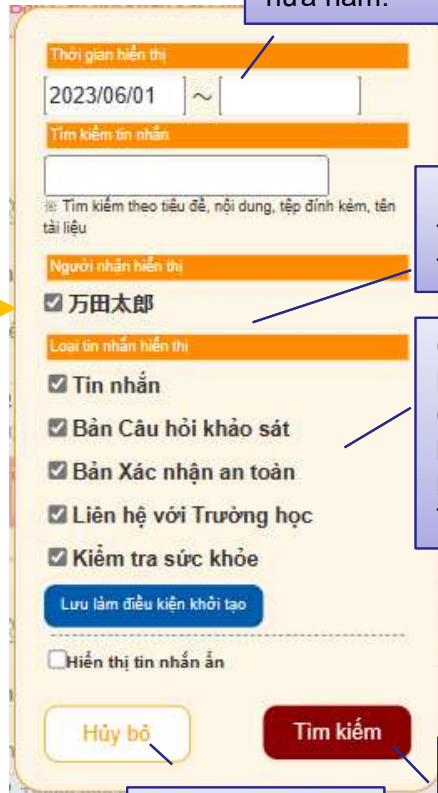 nửa năm.
Thời gian hiển thị
2023/06/01 ～
Tìm kiếm tin nhắn
※ Tìm kiếm theo tiêu đề, nội dung, tệp đính kèm, tên
tài liệu
Người nhận hiển thị
万田太郎
Loại tin nhắn hiển thị
Tin nhắn
Bản Câu hỏi khảo sát
Bản Xác nhận an toàn
Liên hệ với Trường học
Kiểm tra sức khỏe
Lưu làm điều kiện khởi tạo
Hiển thị tin nhắn ẩn
Hủy bỏ
Tìm kiếm